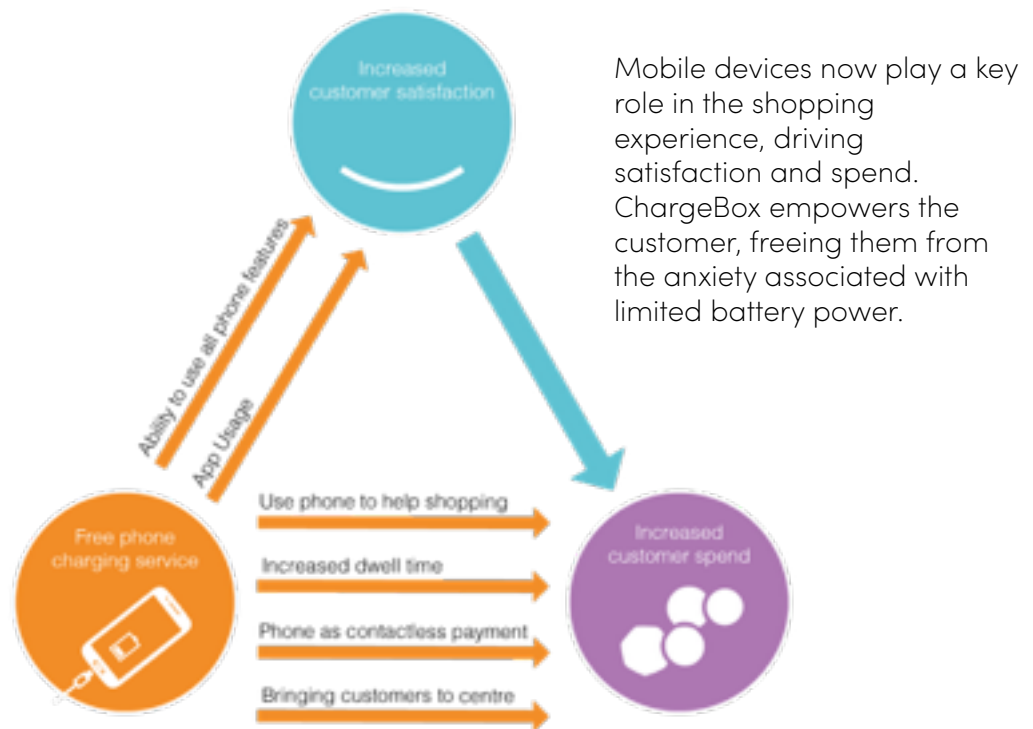 Increased
customer satisfaction
Mobile devices now play a key
role in the shopping
experience, driving
satisfaction and spend.
ChargeBox empowers the
customer, freeing them from
the anxiety associated with
limited battery power.
Ability to use all phone features
App Usage
Free phone
charging service
Use phone to help shopping
Increased dwell time
Phone as contactless payment
Bringing customers to centre
Increased
customer spend